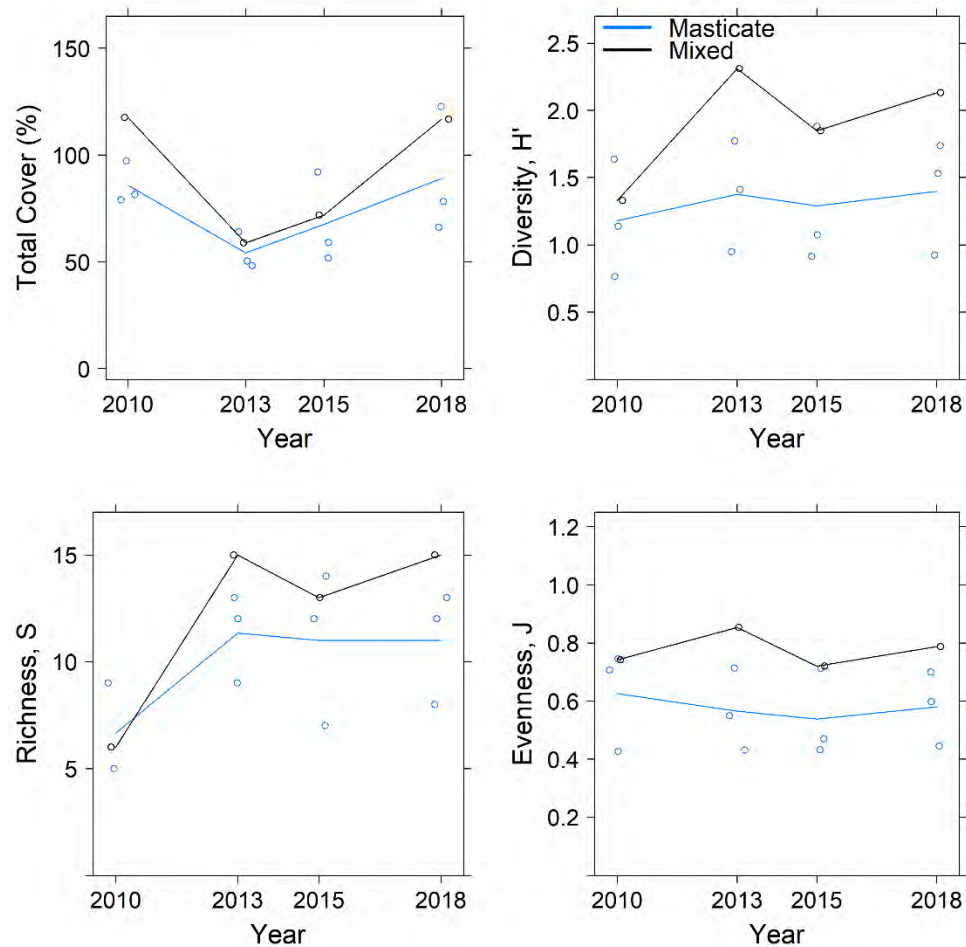 Total Cover (%)
150
100
50
0
2010 2013 2015 2018
Year
Diversity, H'
Masticate
Mixed
2.5
2.0
1.5
1.0
0.5
2010 2013 2015 2018
Year
Richness, S
15
10
5
2010 2013 2015 2018
Year
Evenness, J
1.2
1.0
0.8
0.6
0.4
0.2
2010 2013 2015 2018
Year